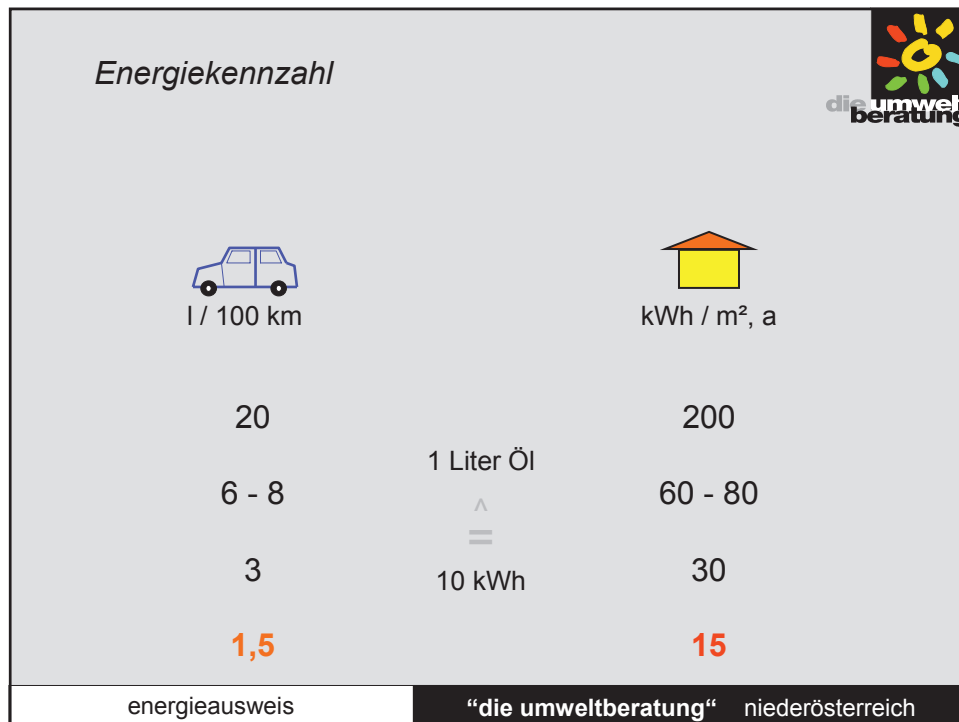 Energiekennzahl
die umwelt
beratung
l / 100 km
kWh / m², a
20
200
1 Liter Öl
6 - 8
60 - 80
^
=
3
10 kWh
30
1,5
15
energieausweis
“die umweltberatung“ niederösterreich